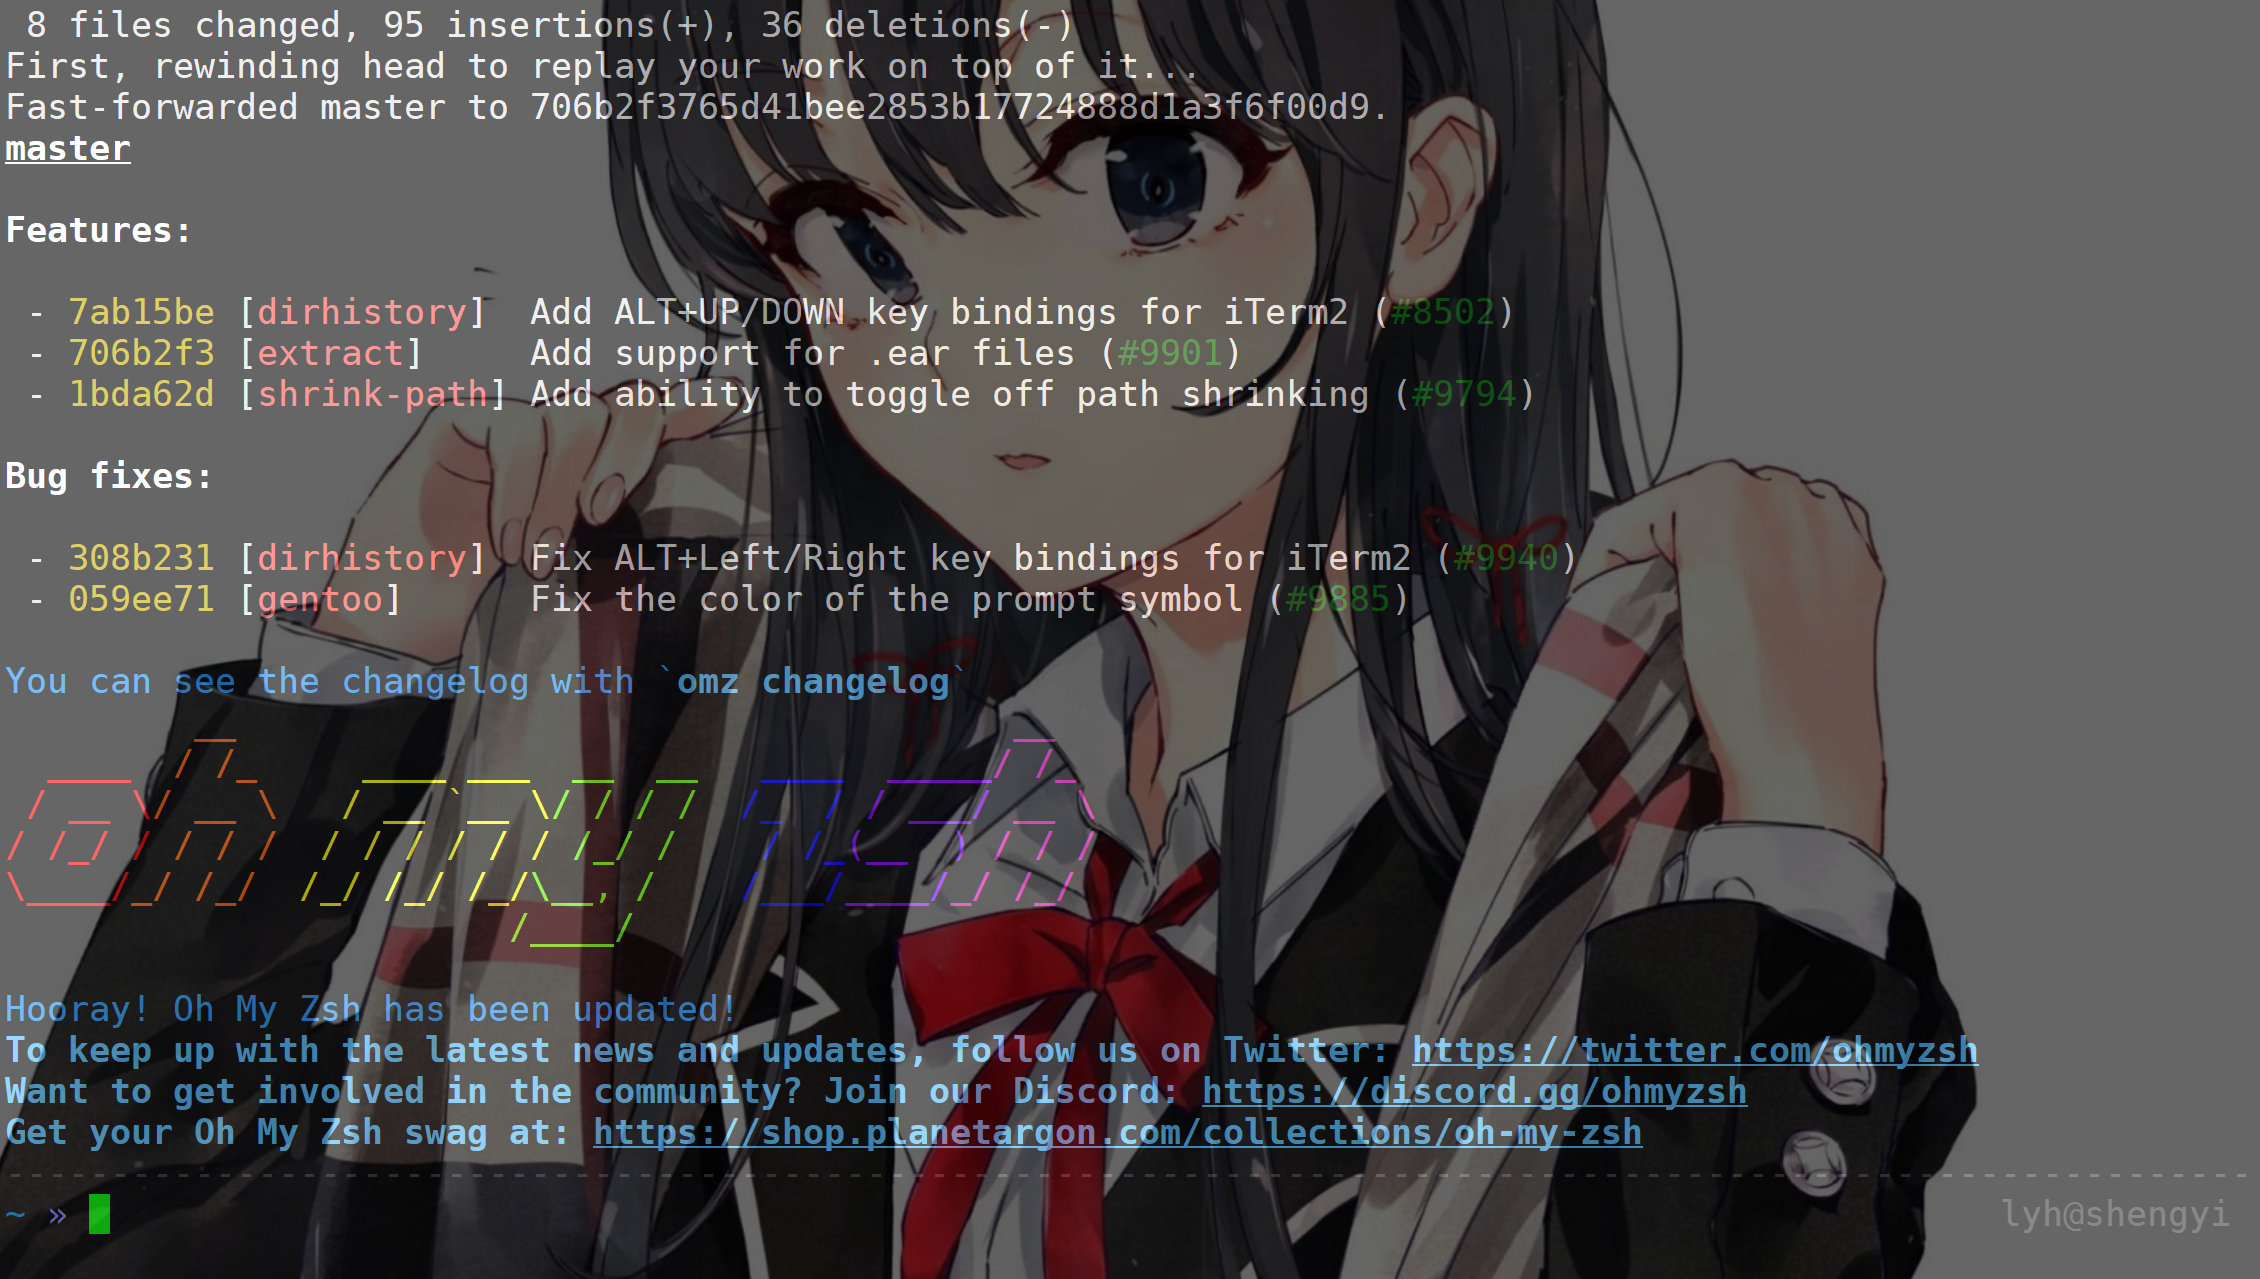 8 files changed, 95 insertions(+), 36 deletions(-)
First, rewinding head to replay your work on top of it...
Fast-forwarded master to 706b2f3765d41bee2853b17724888d1a3f6f00d9.
master
Features:
 - 7ab15be [dirhistory]  Add ALT+UP/DOWN key bindings for iTerm2 (#8502)
 - 706b2f3 [extract]     Add support for .ear files (#9901)
 - 1bda62d [shrink-path] Add ability to toggle off path shrinking (#9794)
Bug fixes:
 - 308b231 [dirhistory]  Fix ALT+Left/Right key bindings for iTerm2 (#9940)
 - 059ee71 [gentoo]      Fix the color of the prompt symbol (#9885)
You can see the changelog with `omz changelog`
oh my zsh
Hooray! Oh My Zsh has been updated!
To keep up with the latest news and updates, follow us on Twitter: https://twitter.com/ohmyzsh
Want to get involved in the community? Join our Discord: https://discord.gg/ohmyzsh
Get your Oh My Zsh swag at: https://shop.planetargon.com/collections/oh-my-zsh
~ » lyh@shengyi